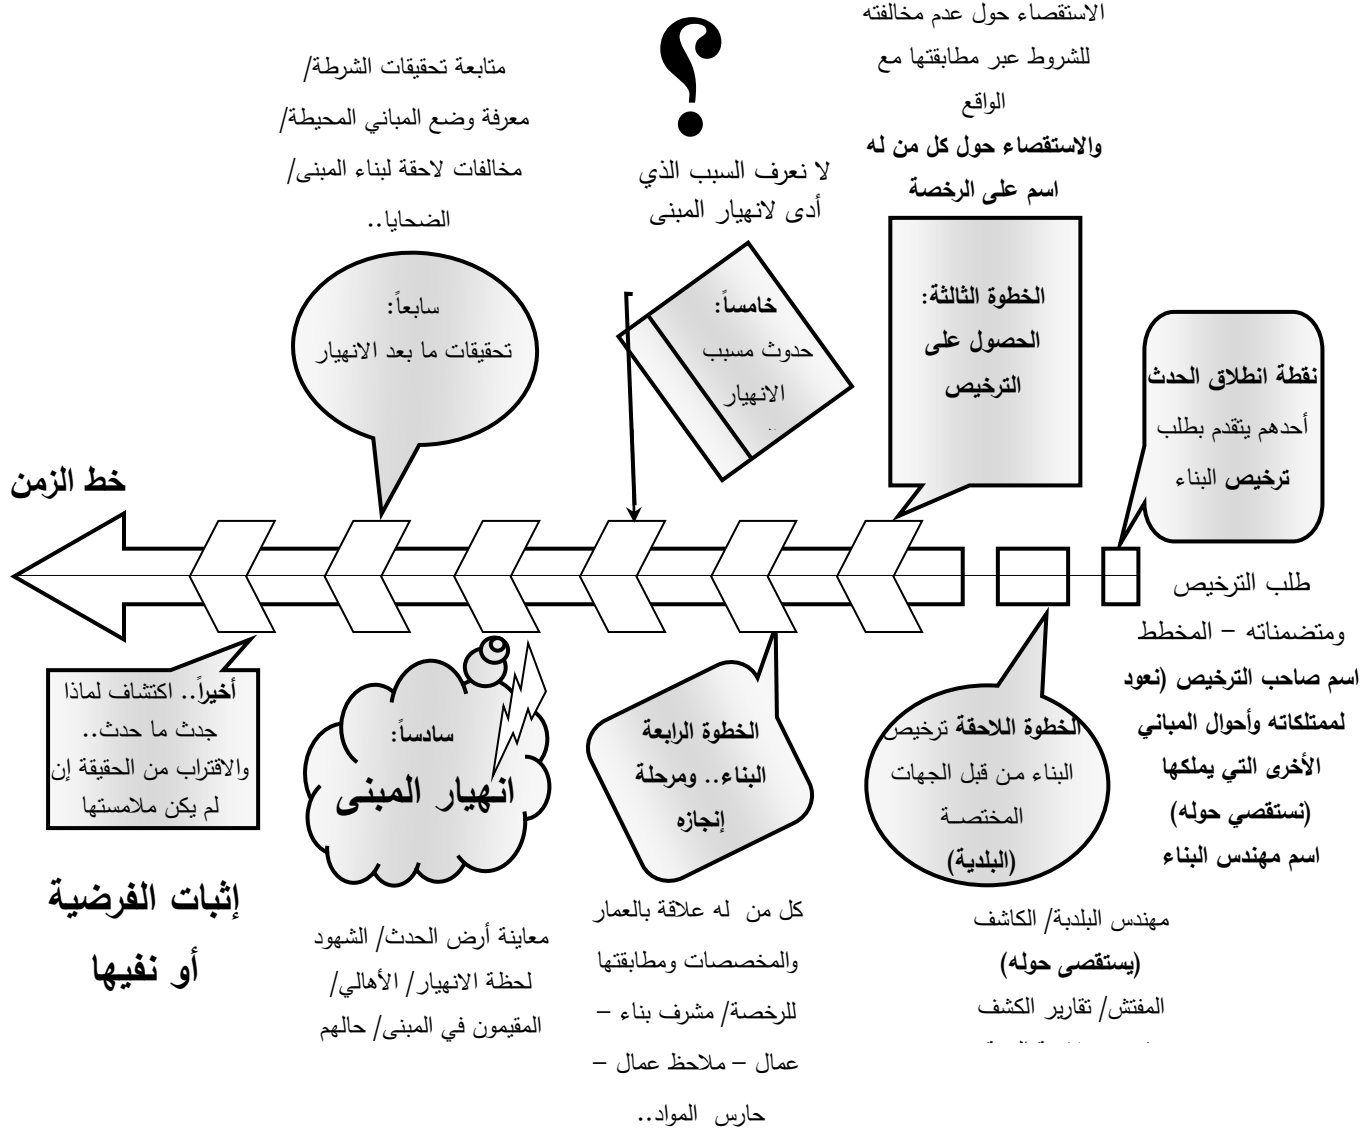 الاستقصاء حول عدم مخالفته
للشروط عبر مطابقتها مع
الواقع
والاستقصاء حول كل من له
اسم على الرخصة
؟
لا نعرف السبب الذي
أدى لانهيار المبنى
متابعة تحقيقات الشرطة/
معرفة وضع المباني المحيطة/
مخالفات لاحقة لبناء المبنى/
الضحايا..
نقطة انطلاق الحدث
أحدهم يتقدم بطلب
ترخيص البناء
الخطوة الثالثة:
الحصول على
الترخيص
خامساً:
حدوث مسبب
الانهيار
سابعاً:
تحقيقات ما بعد الانهيار
خط الزمن
طلب الترخيص
ومتضمناته – المخطط
اسم صاحب الترخيص (نعود
لممتلكاته وأحوال المباني
الأخرى التي يملكها
(نستقصي حوله)
اسم مهندس البناء
الخطوة اللاحقة ترخيص
البناء من قبل الجهات
المختصة
(البلدية)
مهندس البلدية/ الكاشف
(يستقصى حوله)
المفتش/ تقارير الكشف
الخطوة الرابعة
البناء.. ومرحلة
إنجازه
كل من له علاقة بالعمار
والمخصصات ومطابقتها
للرخصة/ مشرف بناء –
عمال – ملاحظ عمال –
حارس المواد..
سادساً:
انهيار المبنى
معاينة أرض الحدث/ الشهود
لحظة الانهيار/ الأهالي/
المقيمون في المبنى/ حالهم
أخيراً.. اكتشاف لماذا
جدث ما حدث..
والاقتراب من الحقيقة إن
لم يكن ملامستها
إثبات الفرضية
أو نفيها